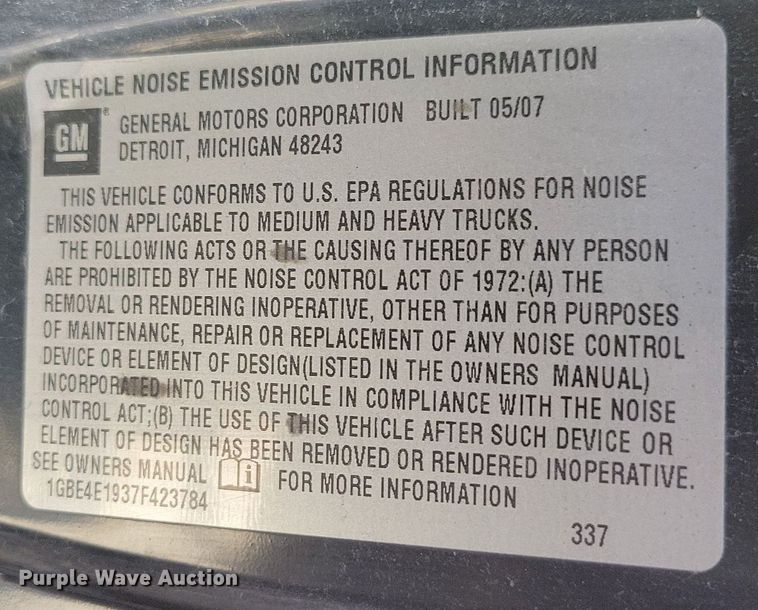 VEHICLE NOISE EMISSION CONTROL INFORMATION
GM ®
GENERAL MOTORS CORPORATION BUILT 05/07
DETROIT, MICHIGAN 48243
THIS VEHICLE CONFORMS TO U.S. EPA REGULATIONS FOR NOISE
EMISSION APPLICABLE TO MEDIUM AND HEAVY TRUCKS.
THE FOLLOWING ACTS OR THE CAUSING THEREOF BY ANY PERSON
ARE PROHIBITED BY THE NOISE CONTROL ACT OF 1972:(A) THE
REMOVAL OR RENDERING INOPERATIVE, OTHER THAN FOR PURPOSES
OF MAINTENANCE, REPAIR OR REPLACEMENT OF ANY NOISE CONTROL
DEVICE OR ELEMENT OF DESIGN(LISTED IN THE OWNERS MANUAL)
INCORPORATED INTO THIS VEHICLE IN COMPLIANCE WITH THE NOISE
CONTROL ACT;(B) THE USE OF THIS VEHICLE AFTER SUCH DEVICE OR
ELEMENT OF DESIGN HAS BEEN REMOVED OR RENDERED INOPERATIVE.
SEE OWNERS MANUAL i FOR MORE INFORMATION
1GBE4E1937F423784
337
Purple Wave Auction